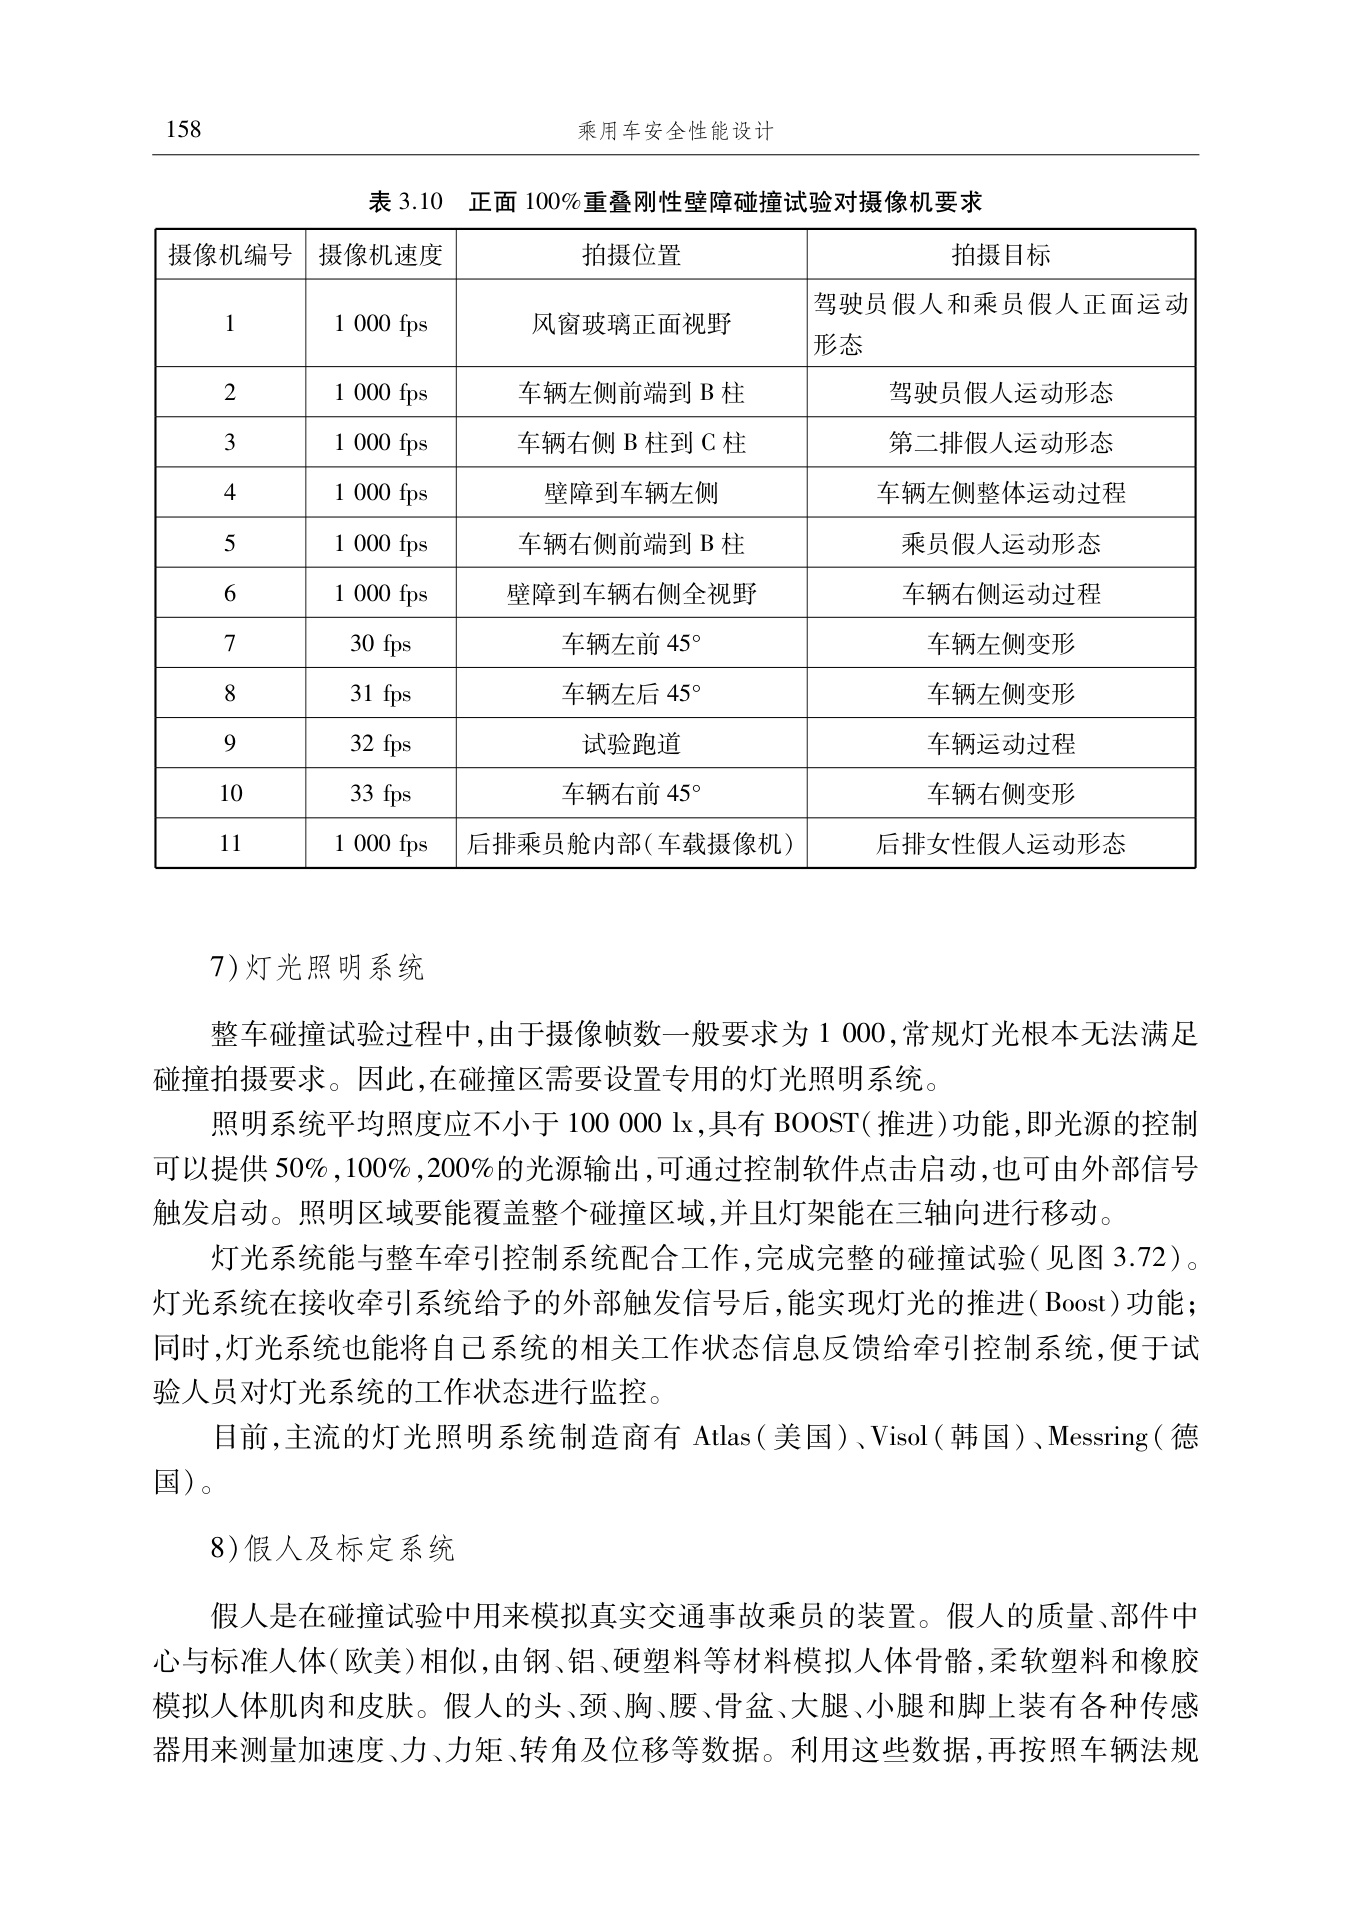 158
乘用车安全性能设计
表 3.10 正面 100%重叠刚性壁障碰撞试验对摄像机要求
摄像机编号 摄像机速度 拍摄位置 拍摄目标
1 1 000 fps 风窗玻璃正面视野 驾驶员假人和乘员假人正面运动
形态
2 1 000 fps 车辆左侧前端到 B 柱 驾驶员假人运动形态
3 1 000 fps 车辆右侧 B 柱到 C 柱 第二排假人运动形态
4 1 000 fps 壁障到车辆左侧 车辆左侧整体运动过程
5 1 000 fps 车辆右侧前端到 B 柱 乘员假人运动形态
6 1 000 fps 壁障到车辆右侧全视野 车辆右侧运动过程
7 30 fps 车辆左前 45° 车辆左侧变形
8 31 fps 车辆左后 45° 车辆左侧变形
9 32 fps 试验跑道 车辆运动过程
10 33 fps 车辆右前 45° 车辆右侧变形
11 1 000 fps 后排乘员舱内部(车载摄像机) 后排女性假人运动形态
7)灯光照明系统
整车碰撞试验过程中,由于摄像帧数一般要求为 1 000,常规灯光根本无法满足
碰撞拍摄要求。因此,在碰撞区需要设置专用的灯光照明系统。
照明系统平均照度应不小于 100 000 lx,具有 BOOST(推进)功能,即光源的控制
可以提供 50%,100%,200%的光源输出,可通过控制软件点击启动,也可由外部信号
触发启动。照明区域要能覆盖整个碰撞区域,并且灯架能在三轴向进行移动。
灯光系统能与整车牵引控制系统配合工作,完成完整的碰撞试验(见图 3.72)。
灯光系统在接收牵引系统给予的外部触发信号后,能实现灯光的推进(Boost)功能;
同时,灯光系统也能将自己系统的相关工作状态信息反馈给牵引控制系统,便于试
验人员对灯光系统的工作状态进行监控。
目前,主流的灯光照明系统制造商有 Atlas(美国)、Visol(韩国)、Messring(德
国)。
8)假人及标定系统
假人是在碰撞试验中用来模拟真实交通事故乘员的装置。假人的质量、部件中
心与标准人体(欧美)相似,由钢、铝、硬塑料等材料模拟人体骨骼,柔软塑料和橡胶
模拟人体肌肉和皮肤。假人的头、颈、胸、腰、骨盆、大腿、小腿和脚上装有各种传感
器用来测量加速度、力、力矩、转角及位移等数据。利用这些数据,再按照车辆法规